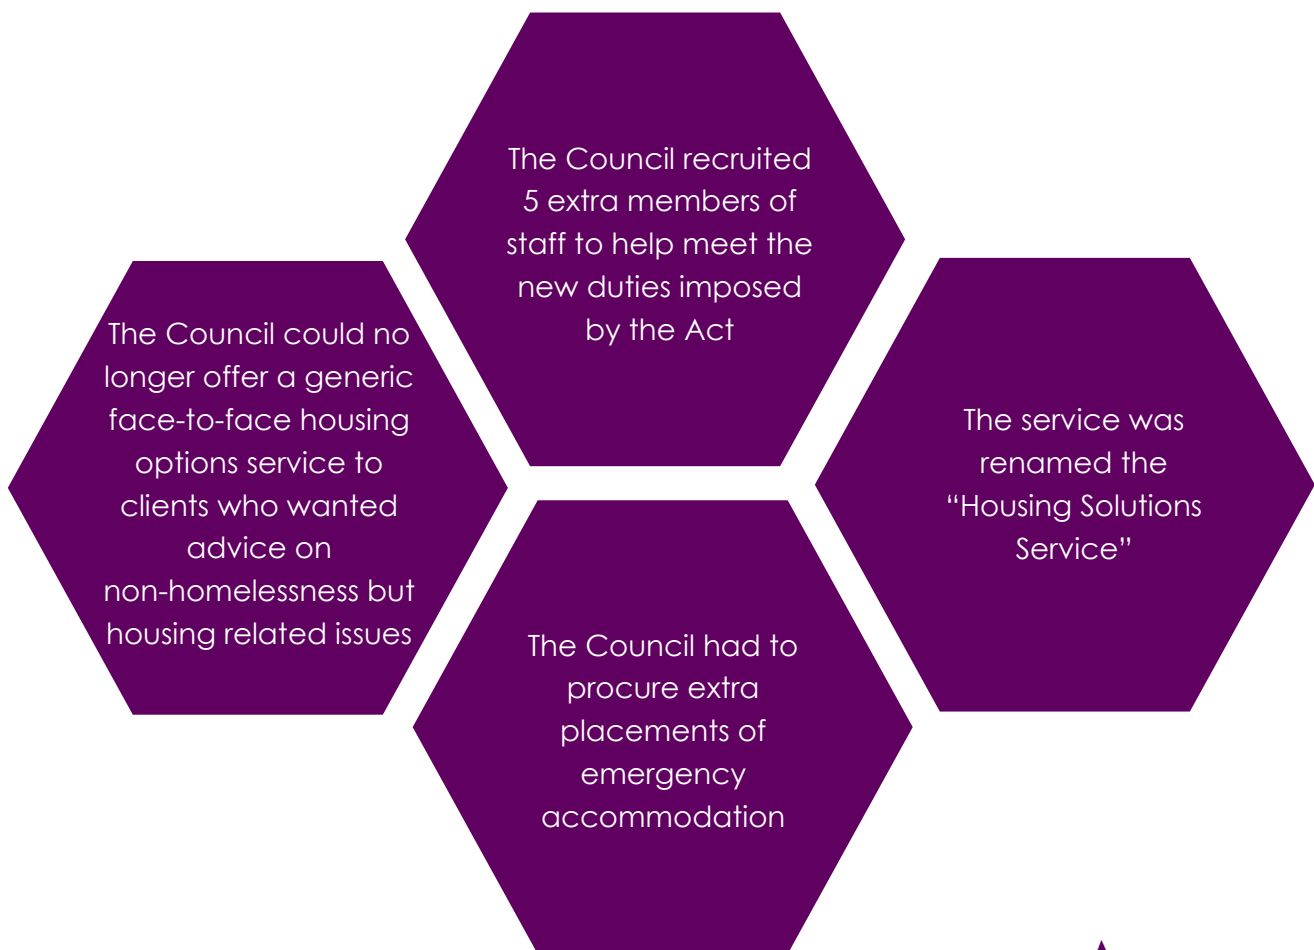 The Council recruited
5 extra members of
staff to help meet the
new duties imposed
by the Act
The Council could no
longer offer a generic
face-to-face housing
options service to
clients who wanted
advice on
non-homelessness but
housing related issues
The service was
renamed the
“Housing Solutions
Service”
The Council had to
procure extra
placements of
emergency
accommodation